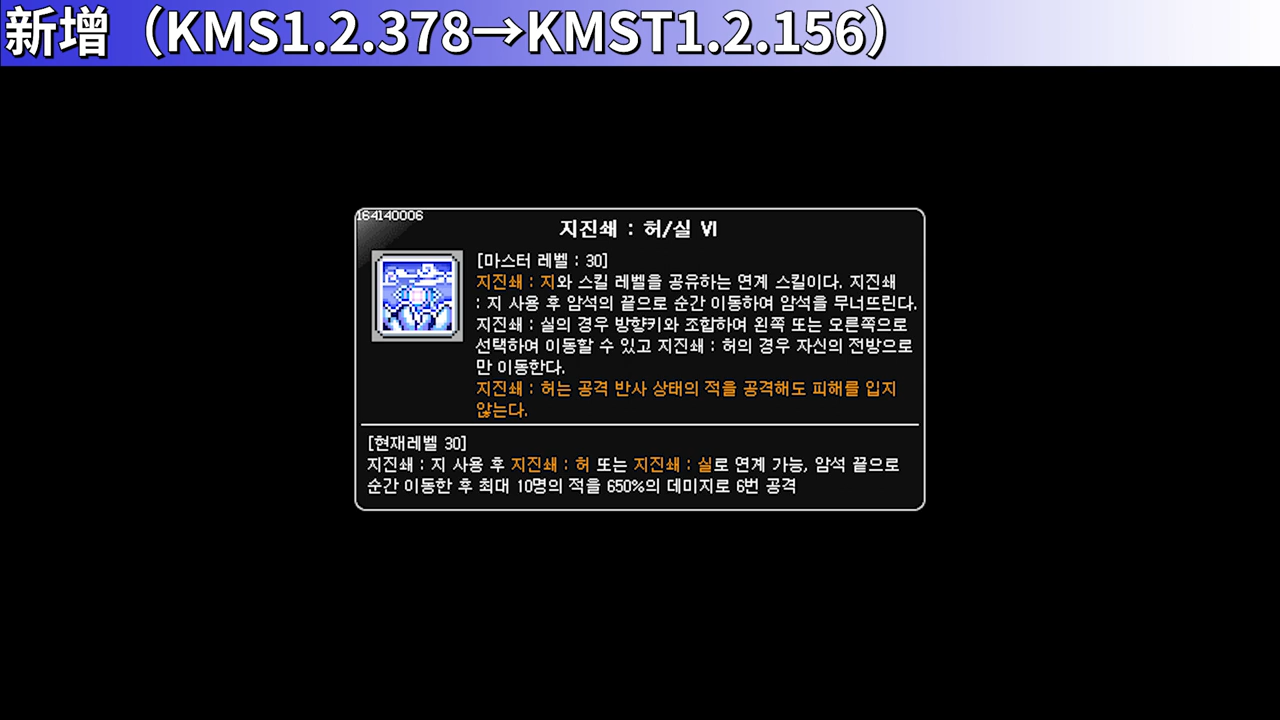 新增（KMS1.2.378→KMST1.2.156）
164140006
지진쇄 : 허/실 VI
[마스터 레벨 : 30]
지진쇄 : 지와 스킬 레벨을 공유하는 연계 스킬이다. 지진쇄
: 지 사용 후 암석의 끝으로 순간 이동하여 암석을 무너뜨린다.
지진쇄 : 실의 경우 방향키와 조합하여 왼쪽 또는 오른쪽으로
선택하여 이동할 수 있고 지진쇄 : 허의 경우 자신의 전방으로
만 이동한다.
지진쇄 : 허는 공격 반사 상태의 적을 공격해도 피해를 입지
않는다.
[현재레벨 30]
지진쇄 : 지 사용 후 지진쇄 : 허 또는 지진쇄 : 실로 연계 가능, 암석 끝으로
순간 이동한 후 최대 10명의 적을 650%의 데미지로 6번 공격